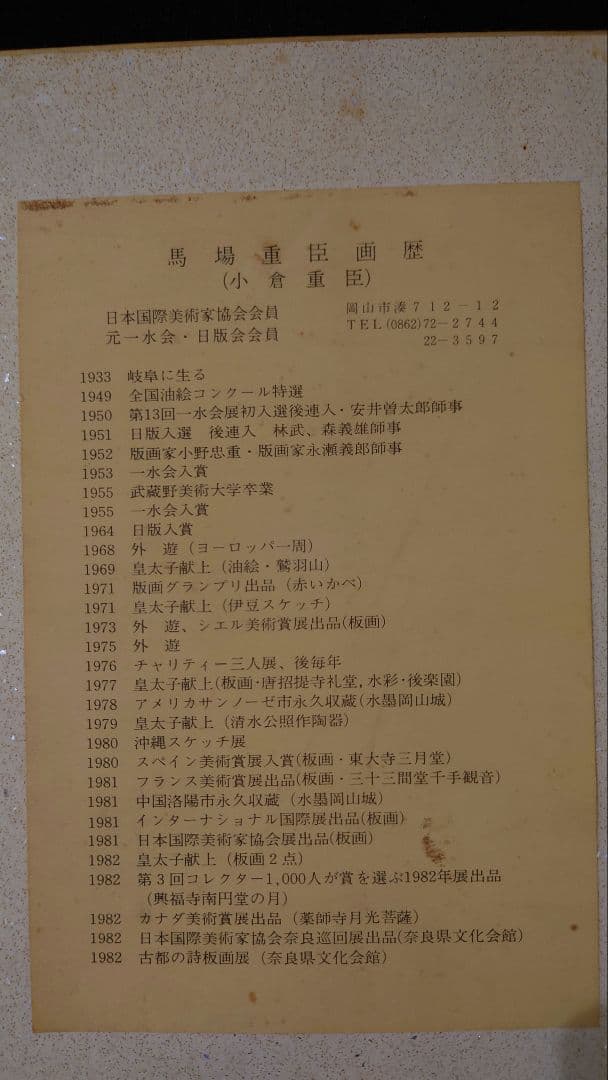 馬場重臣画歴
(小倉重臣)
日本国際美術家協会会員
元一水会・日版会会員
岡山市湊712-12
TEL(0862)72-2744
22-3597
1933 岐阜に生る
1949 全国油絵コンクール特選
1950 第13回一水会展初入選後連入・安井曽太郎師事
1951 日版入選 後連入 林武、森義雄師事
1952 版画家小野忠重・版画家永瀬義郎師事
1953 一水会入賞
1955 武蔵野美術大学卒業
1955 一水会入賞
1964 日版入賞
1968 外 遊(ヨーロッパ一周)
1969 皇太子献上(油絵・鷲羽山)
1971 版画グランプリ出品(赤いかべ)
1971 皇太子献上(伊豆スケッチ)
1973 外 遊、シエル美術賞展出品(板画)
1975 外 遊
1976 チャリティー三人展、後毎年
1977 皇太子献上(板画・唐招提寺礼堂,水彩・後楽園)
1978 アメリカサンノーゼ市永久収蔵(水墨岡山城)
1979 皇太子献上(清水公照作陶器)
1980 沖縄スケッチ展
1980 スペイン美術賞展入賞(板画・東大寺三月堂)
1981 フランス美術賞展出品(板画・三十三間堂千手観音)
1981 中国洛陽市永久収蔵(水墨岡山城)
1981 インターナショナル国際展出品(板画)
1981 日本国際美術家協会展出品(板画)
1982 皇太子献上(板画2点)
1982 第3回コレクター1,000人が賞を選ぶ1982年展出品
(興福寺南円堂の月)
1982 カナダ美術賞展出品(薬師寺月光菩薩)
1982 日本国際美術家協会奈良巡回展出品(奈良県文化会館)
1982 古都の詩板画展(奈良県文化会館)